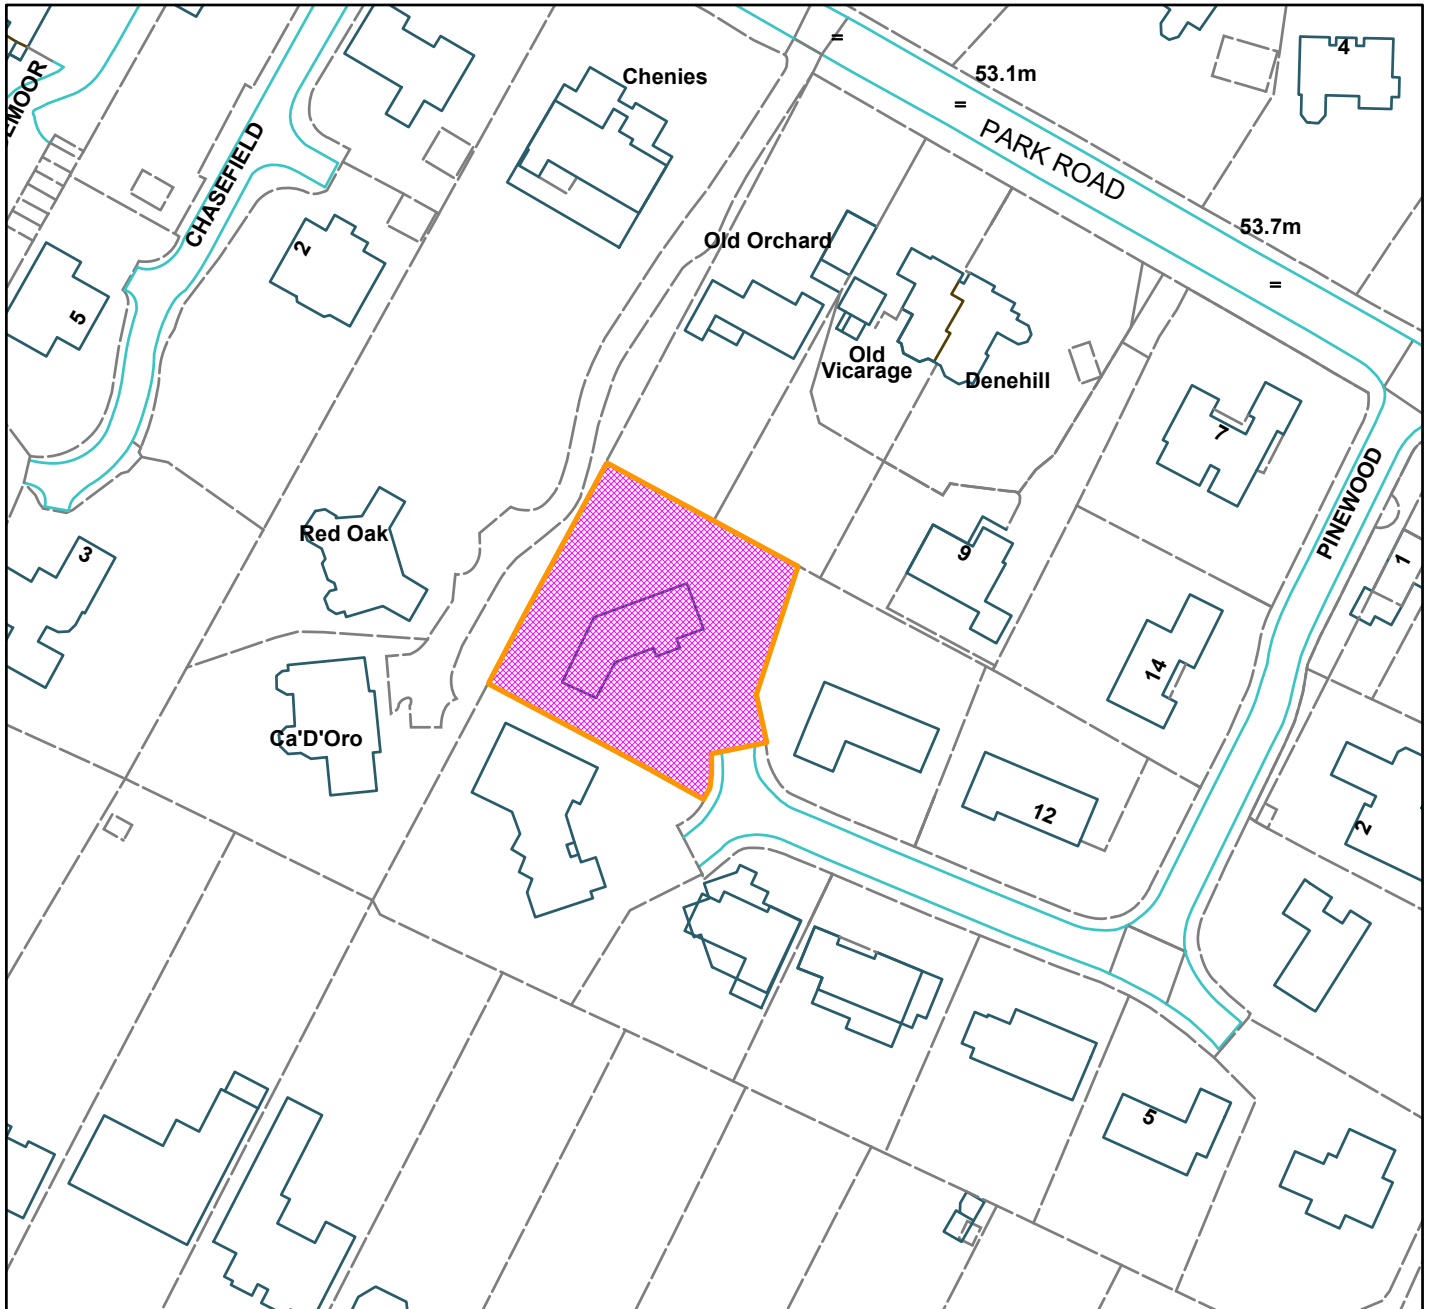 4
Chenies
53.1m
=
=
EMOOR
CHASEFIELD
PARK ROAD
2
Old Orchard
53.7m
=
5
Old
Vicarage
Denehill
7
PINEWOOD
Red Oak
3
9
1
14
Ca'D'Oro
12
2
5